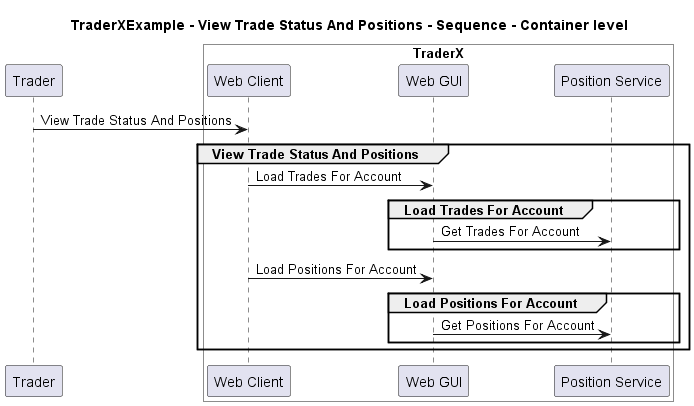 TraderXExample - View Trade Status And Positions - Sequence - Container level
TraderX
Trader
Web Client
Web GUI
Position Service
View Trade Status And Positions
View Trade Status And Positions
Load Trades For Account
Load Trades For Account
Get Trades For Account
Load Positions For Account
Load Positions For Account
Get Positions For Account
Trader
Web Client
Web GUI
Position Service